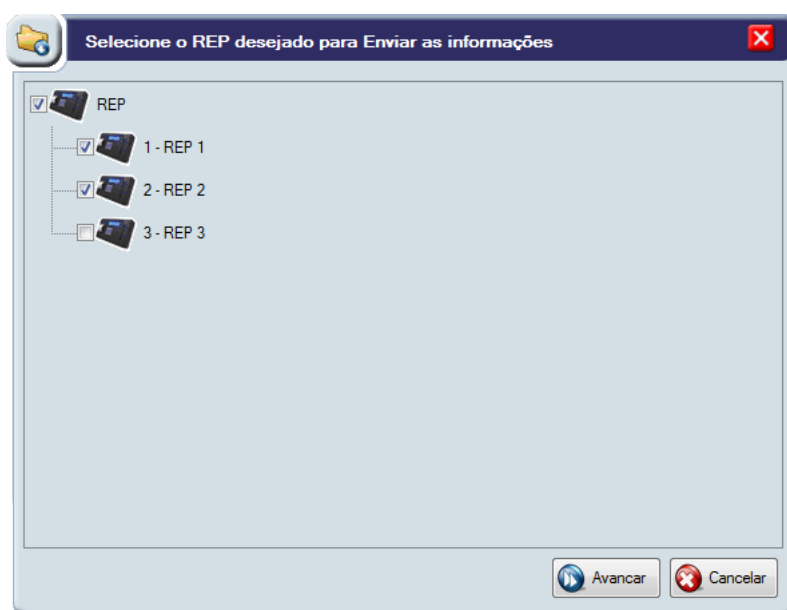 Selecione o REP desejado para Enviar as informações
REP
1 - REP 1
2 - REP 2
3 - REP 3
Avancar
Cancelar